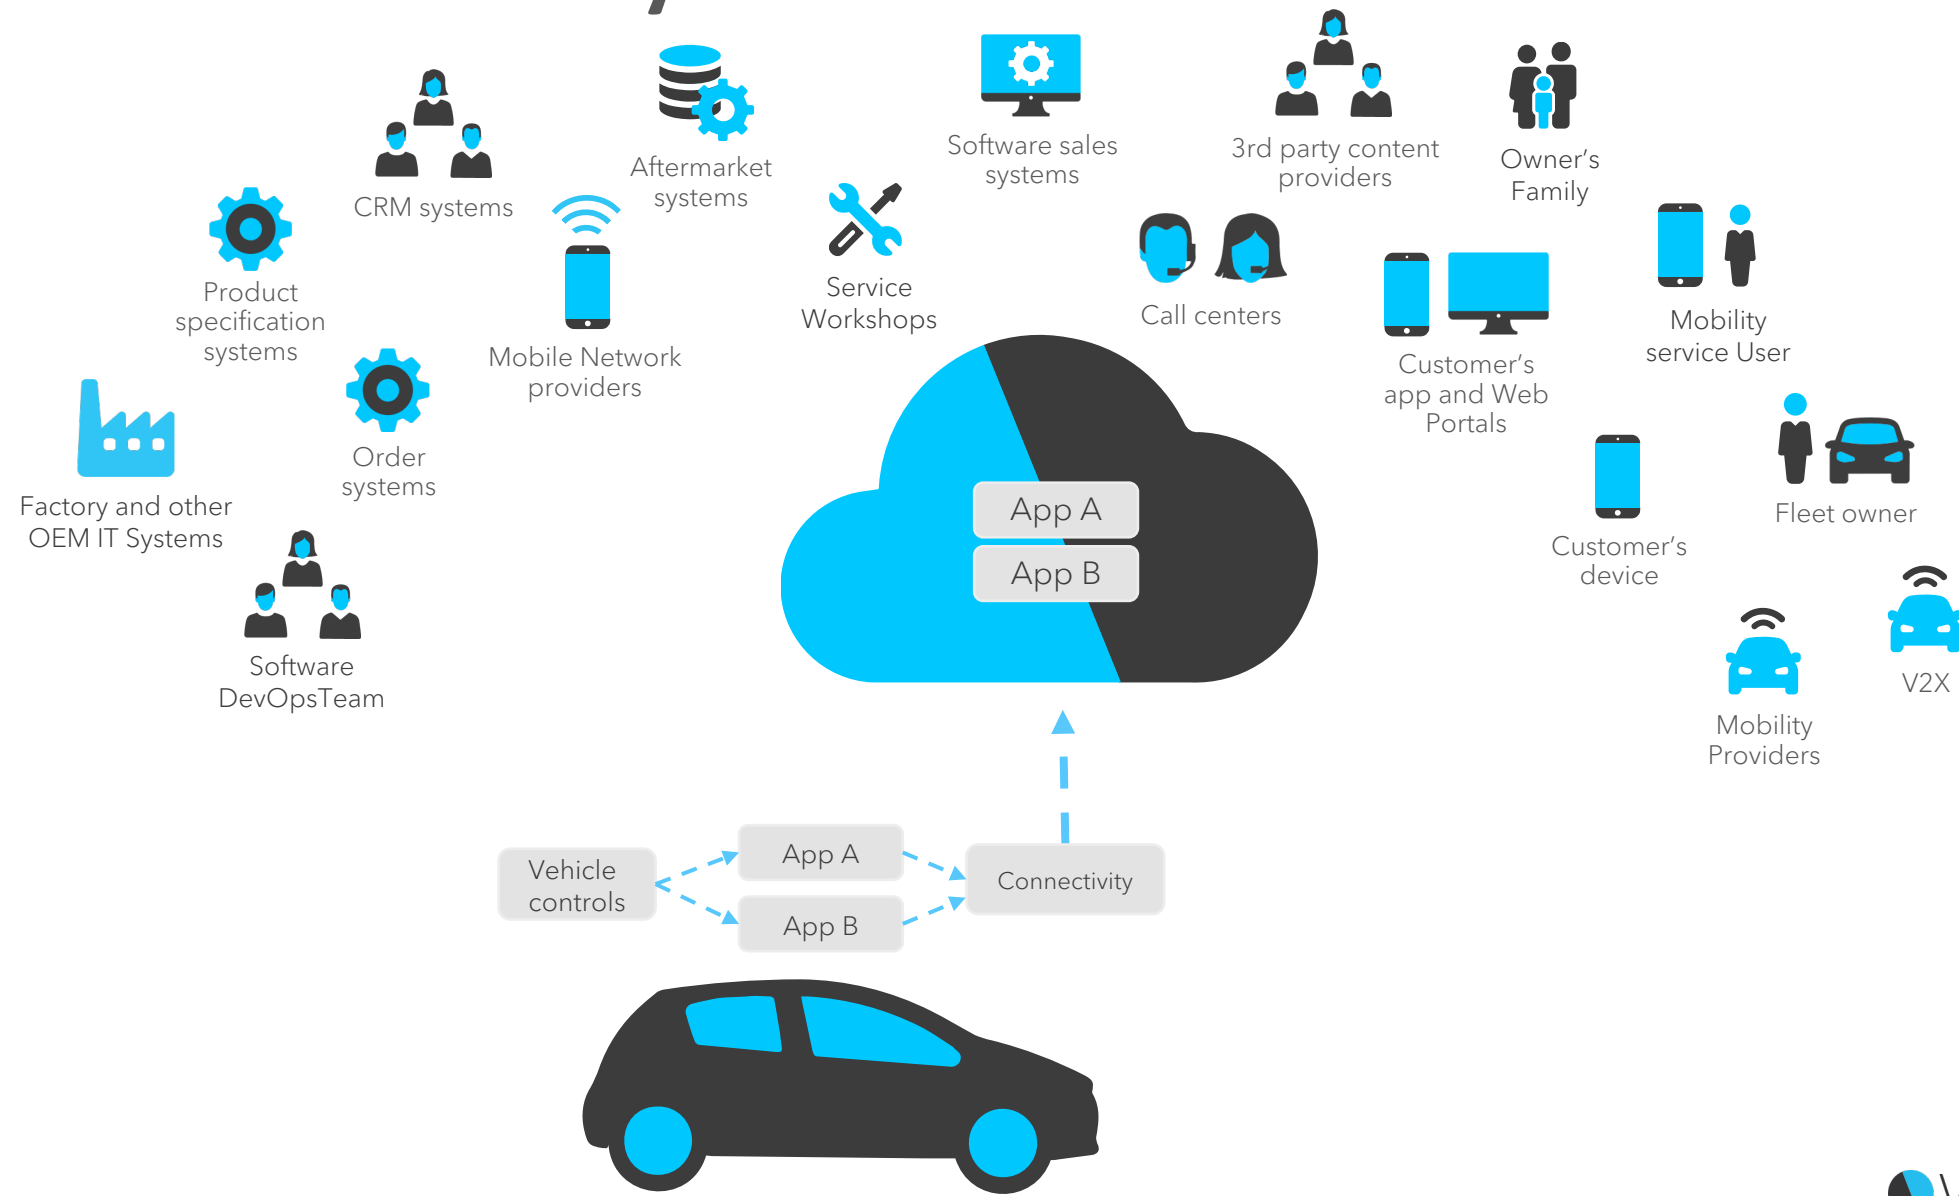 CRM systems
Aftermarket
systems
Software sales
systems
3rd party content
providers
Owner's
Family
Product
specification
systems
Mobile Network
providers
Service
Workshops
Call centers
Customer's
app and Web
Portals
Mobility
service User
Factory and other
OEM IT Systems
Order
systems
Software
DevOpsTeam
App A
App B
Customer's
device
Fleet owner
Mobility
Providers
V2X
Vehicle
controls
App A
App B
Connectivity